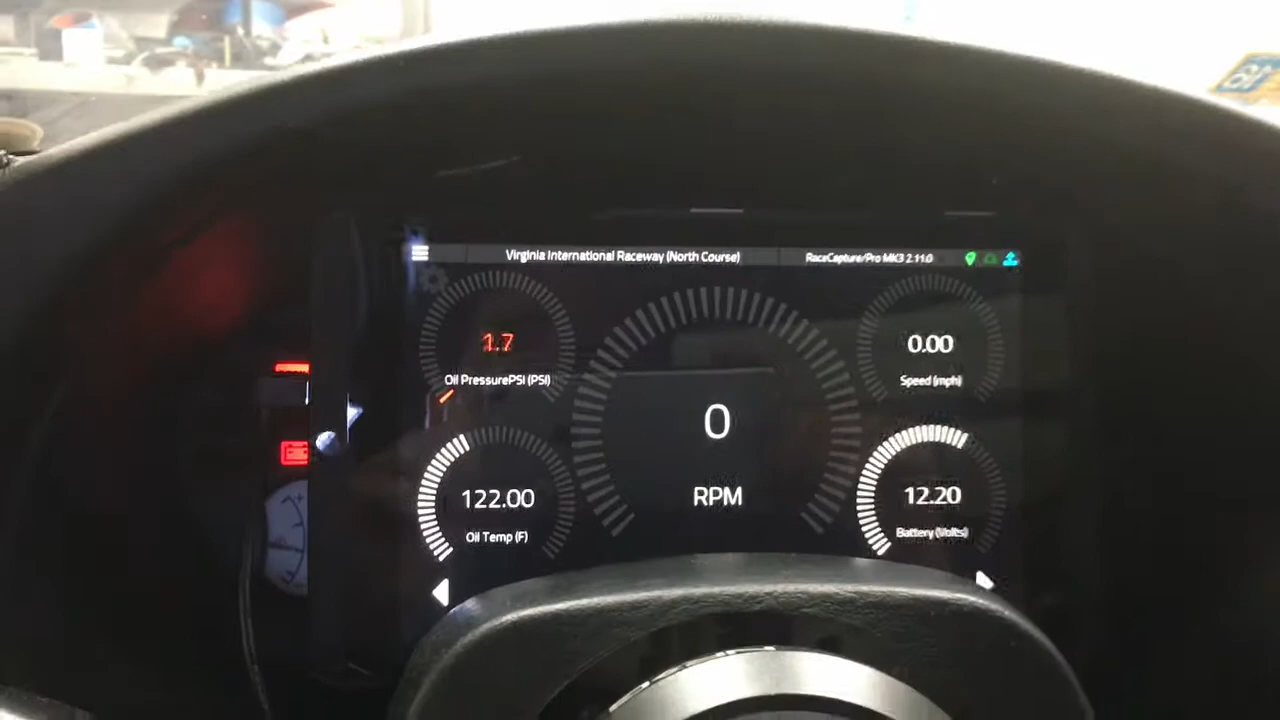 Virginia International Raceway (North Course)
RaceCapture/Pro MK3 2.11.0
1.7
Oil PressurePSI (PSI)
0
RPM
0.00
Speed (mph)
122.00
Oil Temp (F)
12.20
Battery (Volts)